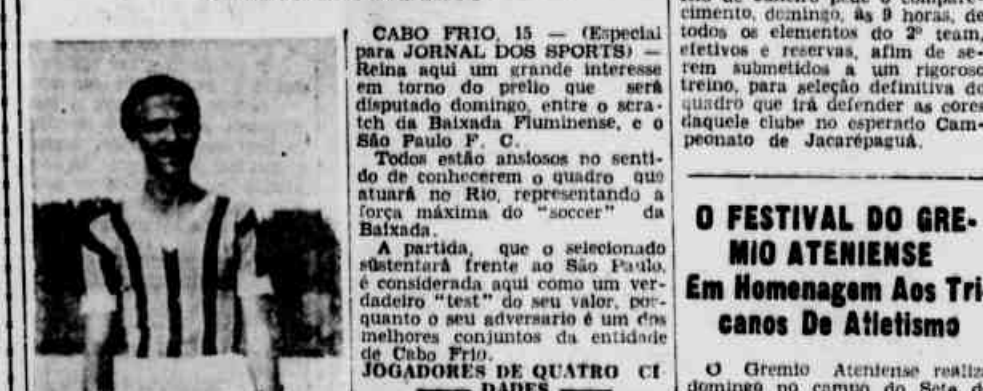 CABO FRIO, 15 — (Especial
para JORNAL DOS SPORTS) —
Reina aqui um grande interesse
em torno do prelio que será
disputado domingo, entre o scra-
tch da Baixada Fluminense, e o
São Paulo F. C.
Todos estão ansiosos no senti-
do de conhecerem o quadro que
atuará no Rio, representando a
força máxima do "soccer" da
Baixada.
A partida, que o selecionado
sustentará frente ao São Paulo,
é considerada aqui como um ver-
dadeiro "test" do seu valor, por-
quanto o seu adversario é um dos
melhores conjuntos da entidade
de Cabo Frio.
JOGADORES DE QUATRO CI
DADES
cimento, domingo, ás 9 horas, de
todos os elementos do 2º team,
efetivos e reservas, afim de se-
rem submetidos a um rigoroso
treino, para seleção definitiva do
quadro que irá defender as cores
daquele clube no esperado Cam-
peonato de Jacarépaguá.
O FESTIVAL DO GRE-
MIO ATENIENSE
Em Homenagem Aos Tri
canos De Atletismo
O Gremio Ateniense realiz
domingo no campo do Sete d